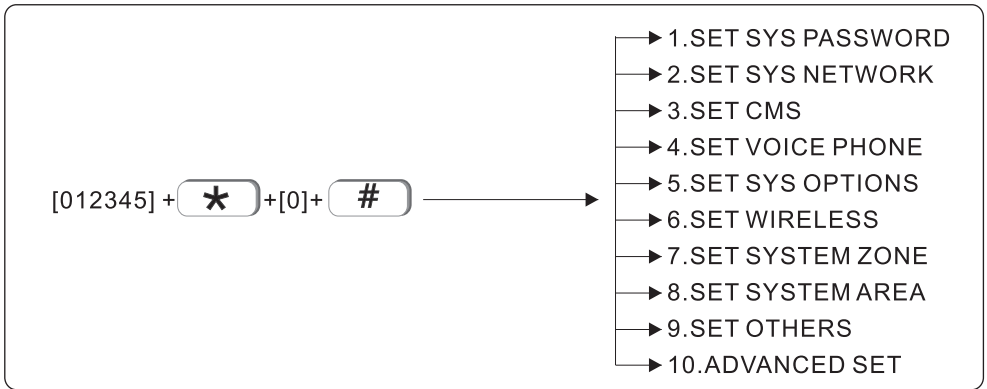 1.SET SYS PASSWORD
2.SET SYS NETWORK
3.SET CMS
4.SET VOICE PHONE
[012345] + * +[0]+ #
5.SET SYS OPTIONS
6.SET WIRELESS
7.SET SYSTEM ZONE
8.SET SYSTEM AREA
9.SET OTHERS
10.ADVANCED SET